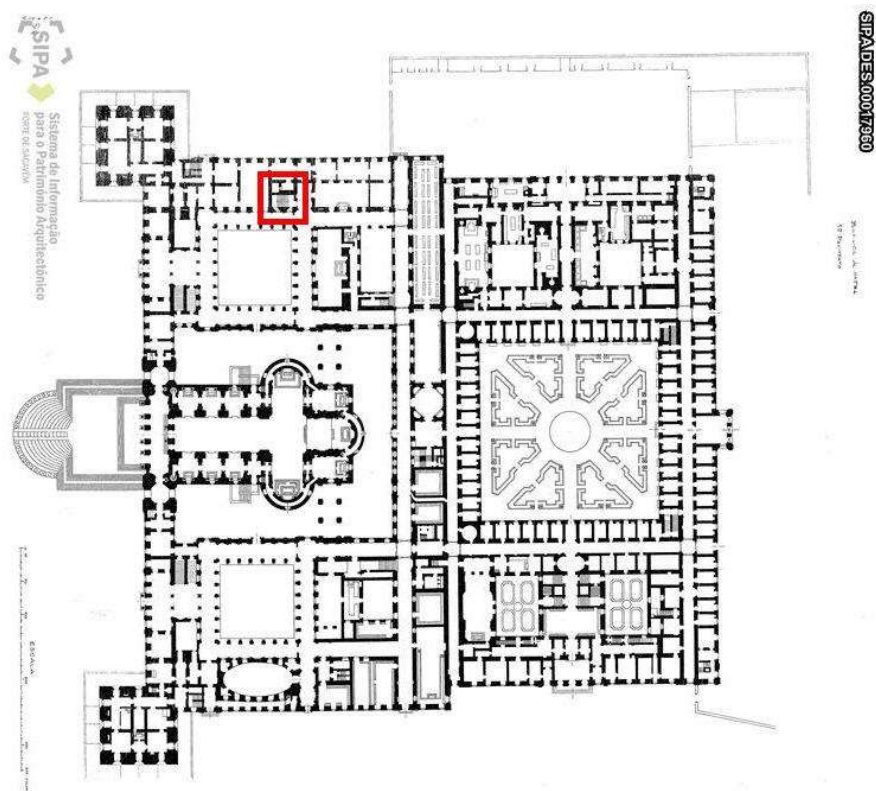 SIPA
Sistema de Informação
para o Património Arquitectónico
FORTE DE SACAVÉM
SIPA DES.00017960
ESCALA